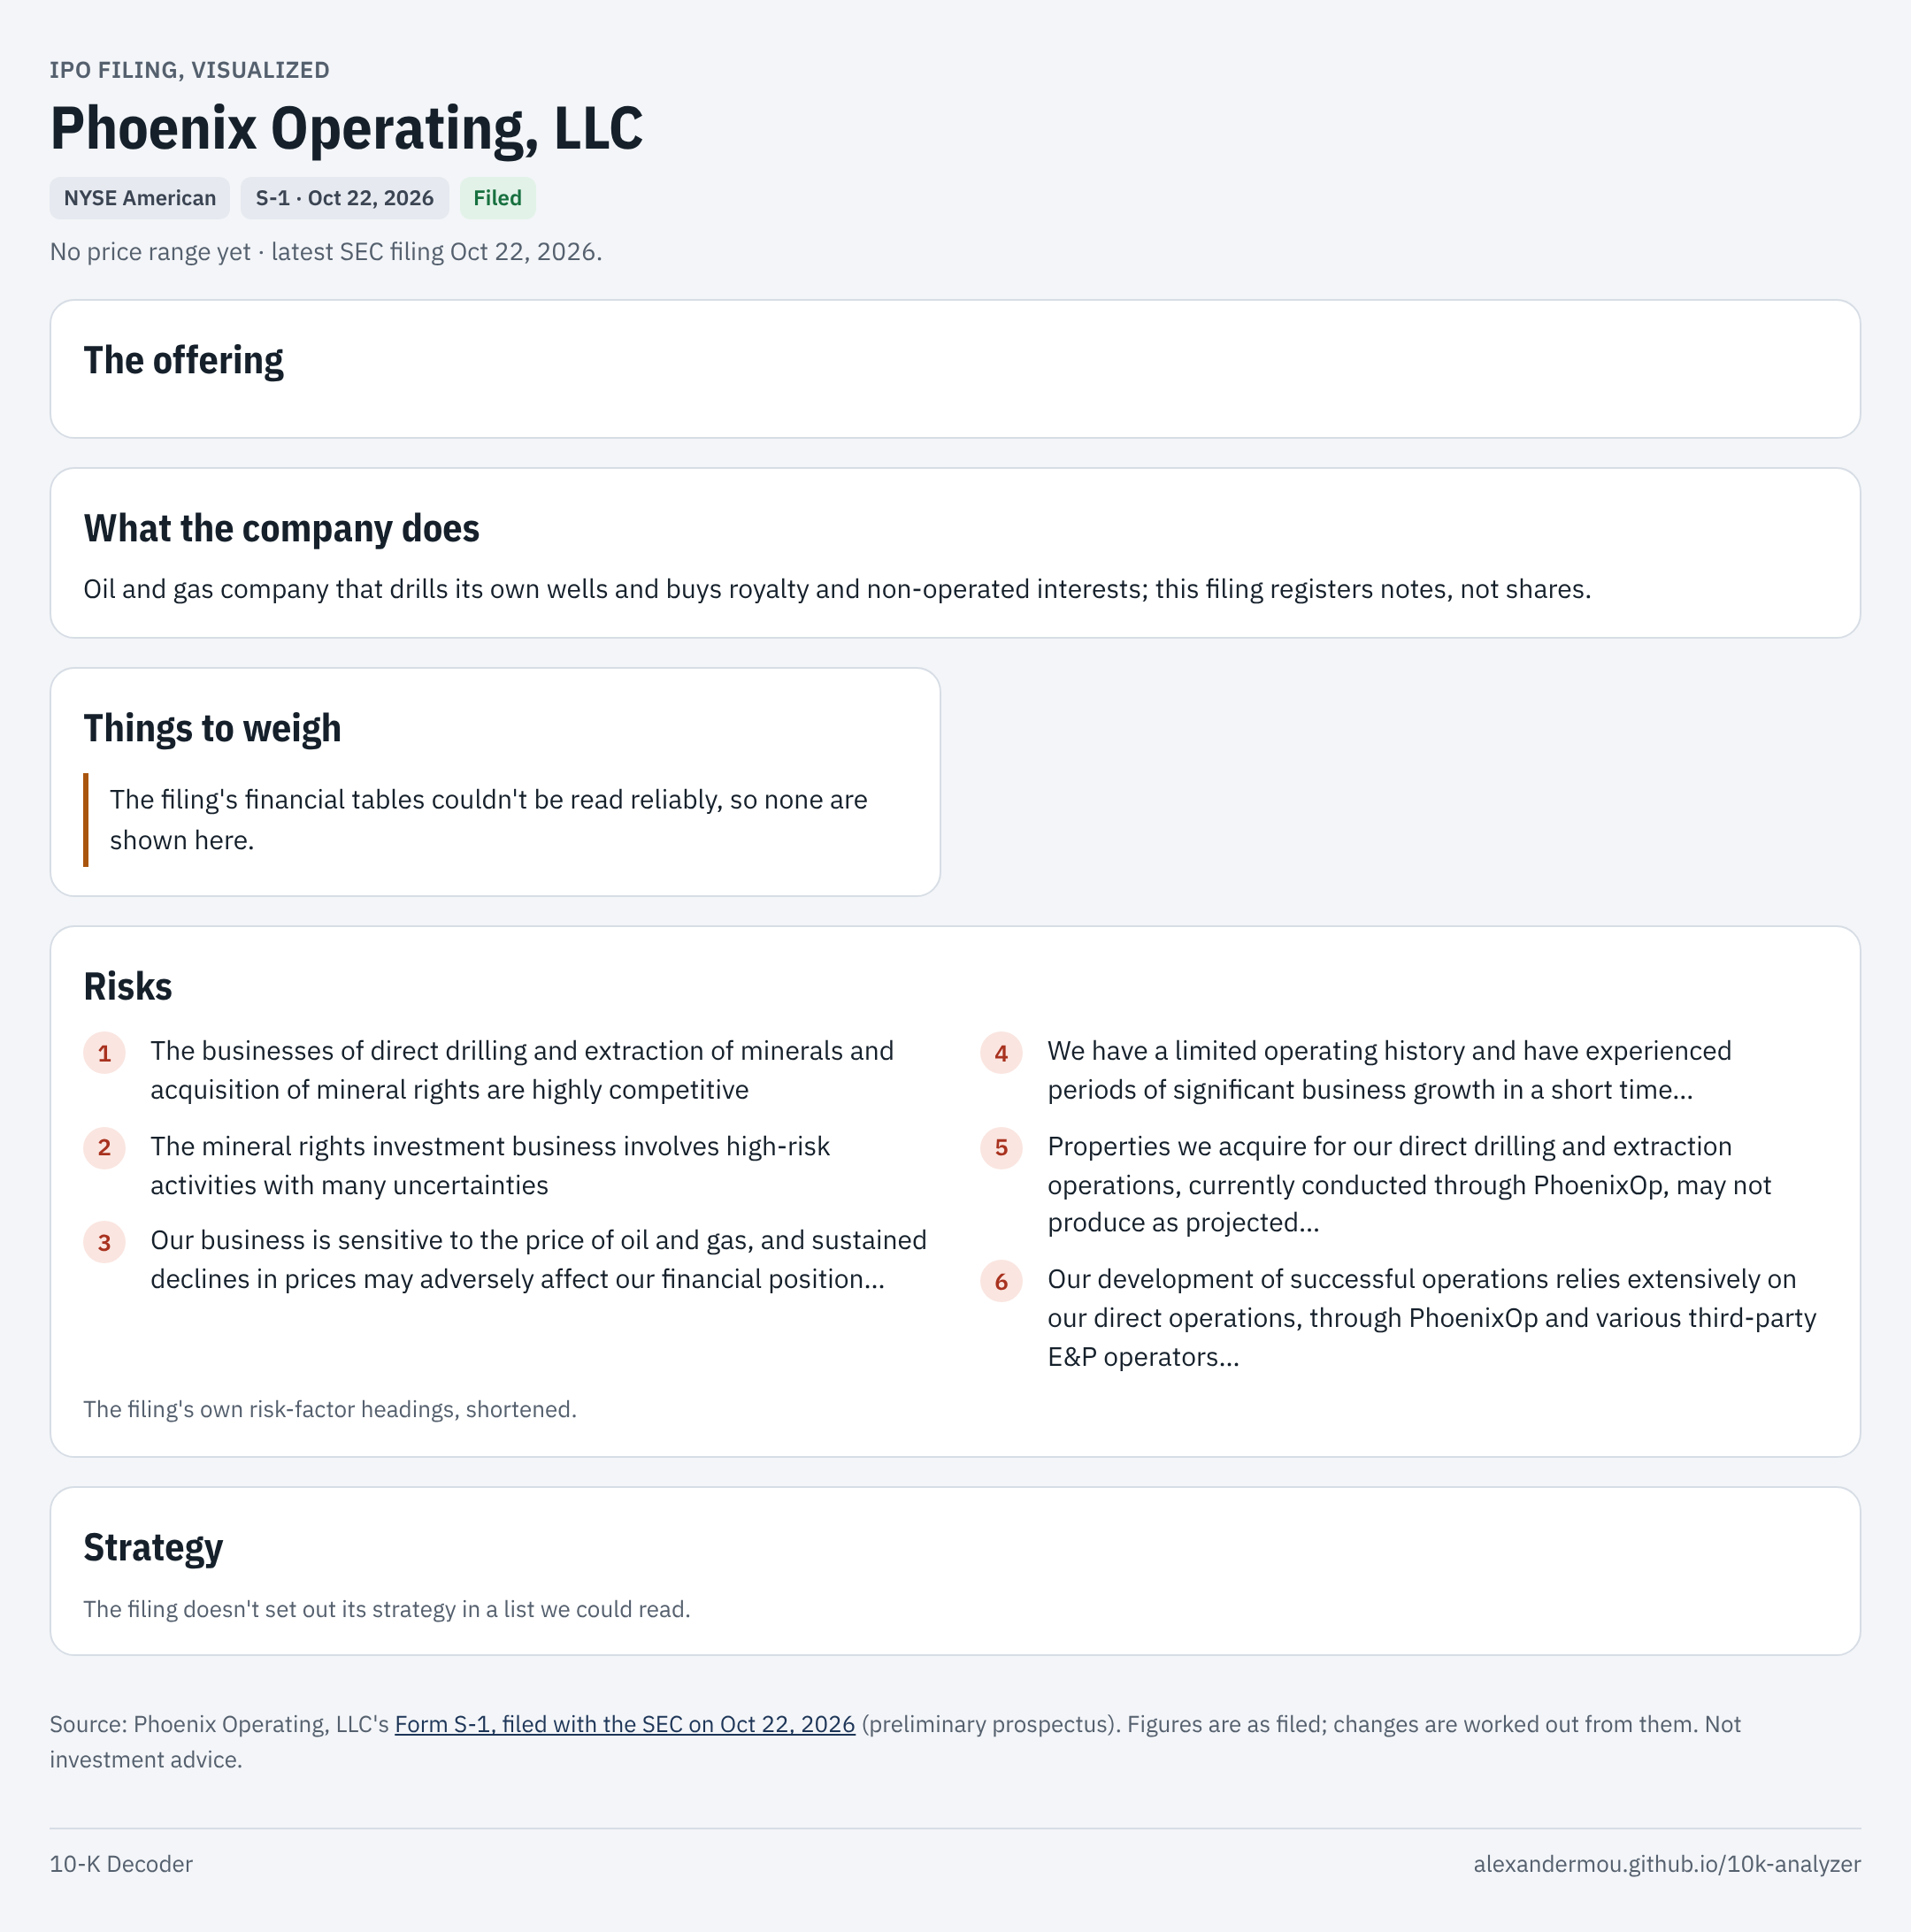 IPO FILING, VISUALIZED
Phoenix Operating, LLC
NYSE American
S-1 · Oct 22, 2026
Filed
No price range yet · latest SEC filing Oct 22, 2026.
The offering
What the company does
Oil and gas company that drills its own wells and buys royalty and non-operated interests; this filing registers notes, not shares.
Things to weigh
The filing's financial tables couldn't be read reliably, so none are
shown here.
Risks
1 The businesses of direct drilling and extraction of minerals and
acquisition of mineral rights are highly competitive
2 The mineral rights investment business involves high-risk
activities with many uncertainties
3 Our business is sensitive to the price of oil and gas, and sustained
declines in prices may adversely affect our financial position...
4 We have a limited operating history and have experienced
periods of significant business growth in a short time...
5 Properties we acquire for our direct drilling and extraction
operations, currently conducted through PhoenixOp, may not
produce as projected...
6 Our development of successful operations relies extensively on
our direct operations, through PhoenixOp and various third-party
E&P operators...
The filing's own risk-factor headings, shortened.
Strategy
The filing doesn't set out its strategy in a list we could read.
Source: Phoenix Operating, LLC's Form S-1, filed with the SEC on Oct 22, 2026 (preliminary prospectus). Figures are as filed; changes are worked out from them. Not
investment advice.
10-K Decoder
alexandermou.github.io/10k-analyzer